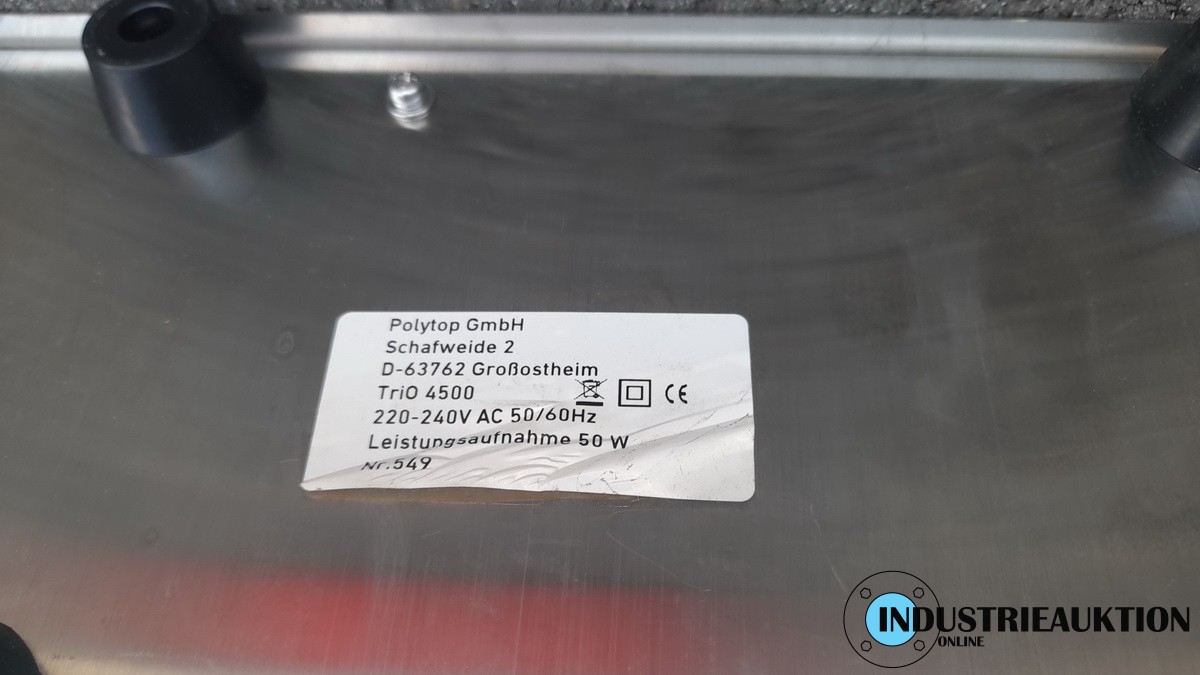 Polytop GmbH
Schafweide 2
D-63762 Großostheim
TriO 4500
CE
220-240V AC 50/60Hz
Leistungsaufnahme 50 W
Nr.549
INDUSTRIEAUKTION
ONLINE